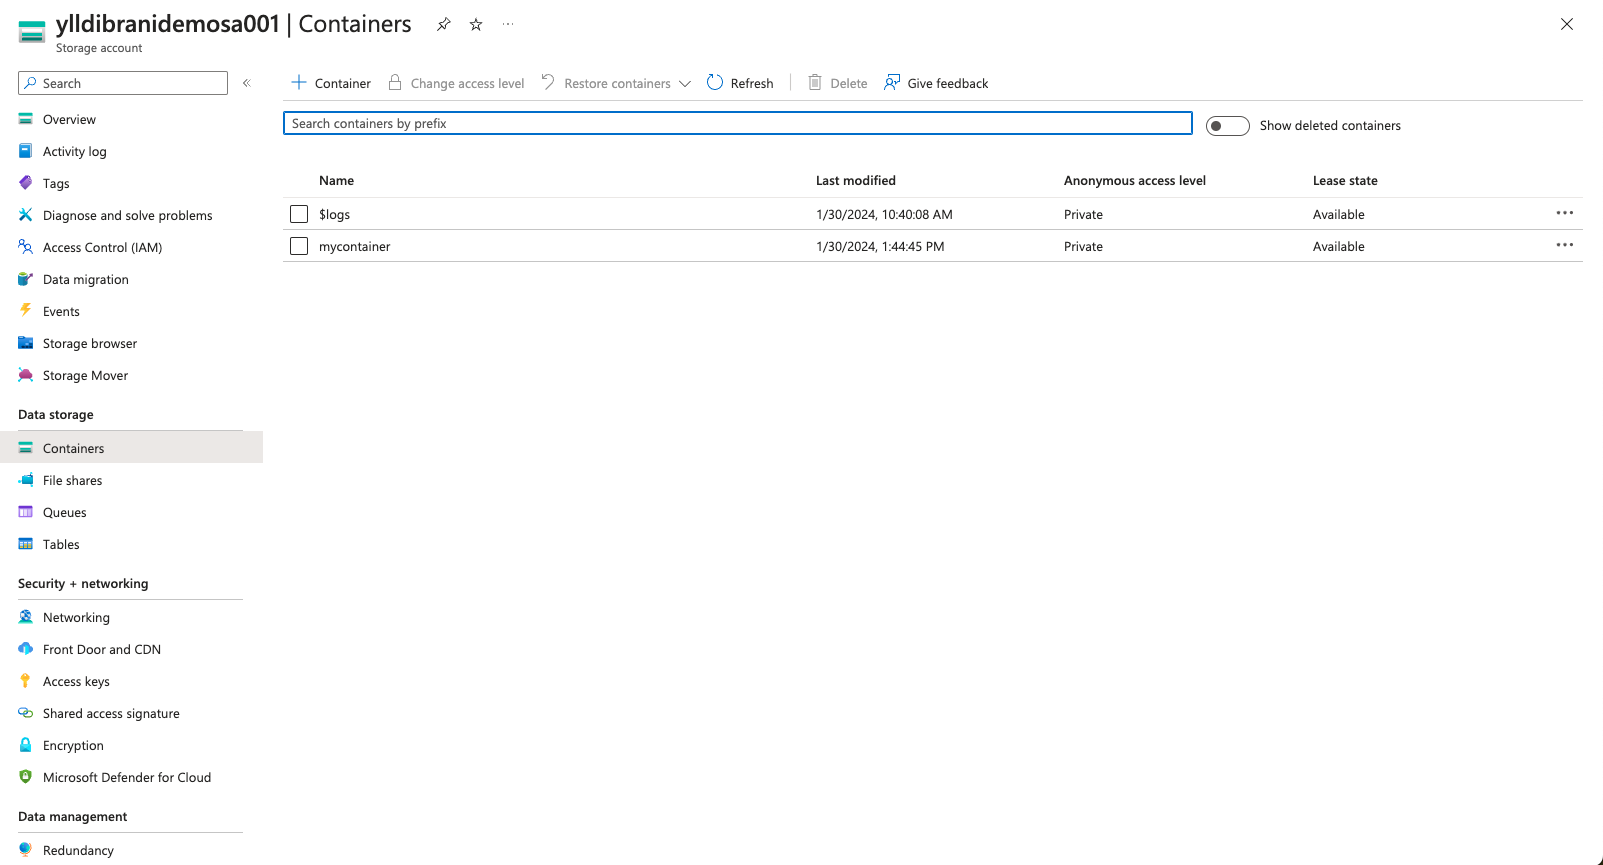 ylldibranidemosa001 | Containers
Storage account
Search
Overview
Activity log
Tags
Diagnose and solve problems
Access Control (IAM)
Data migration
Events
Storage browser
Storage Mover
Data storage
Containers
File shares
Queues
Tables
Security + networking
Networking
Front Door and CDN
Access keys
Shared access signature
Encryption
Microsoft Defender for Cloud
Data management
Redundancy
Container Change access level Restore containers Refresh Delete Give feedback
Search containers by prefix Show deleted containers
Name Last modified Anonymous access level Lease state
$logs 1/30/2024, 10:40:08 AM Private Available
mycontainer 1/30/2024, 1:44:45 PM Private Available